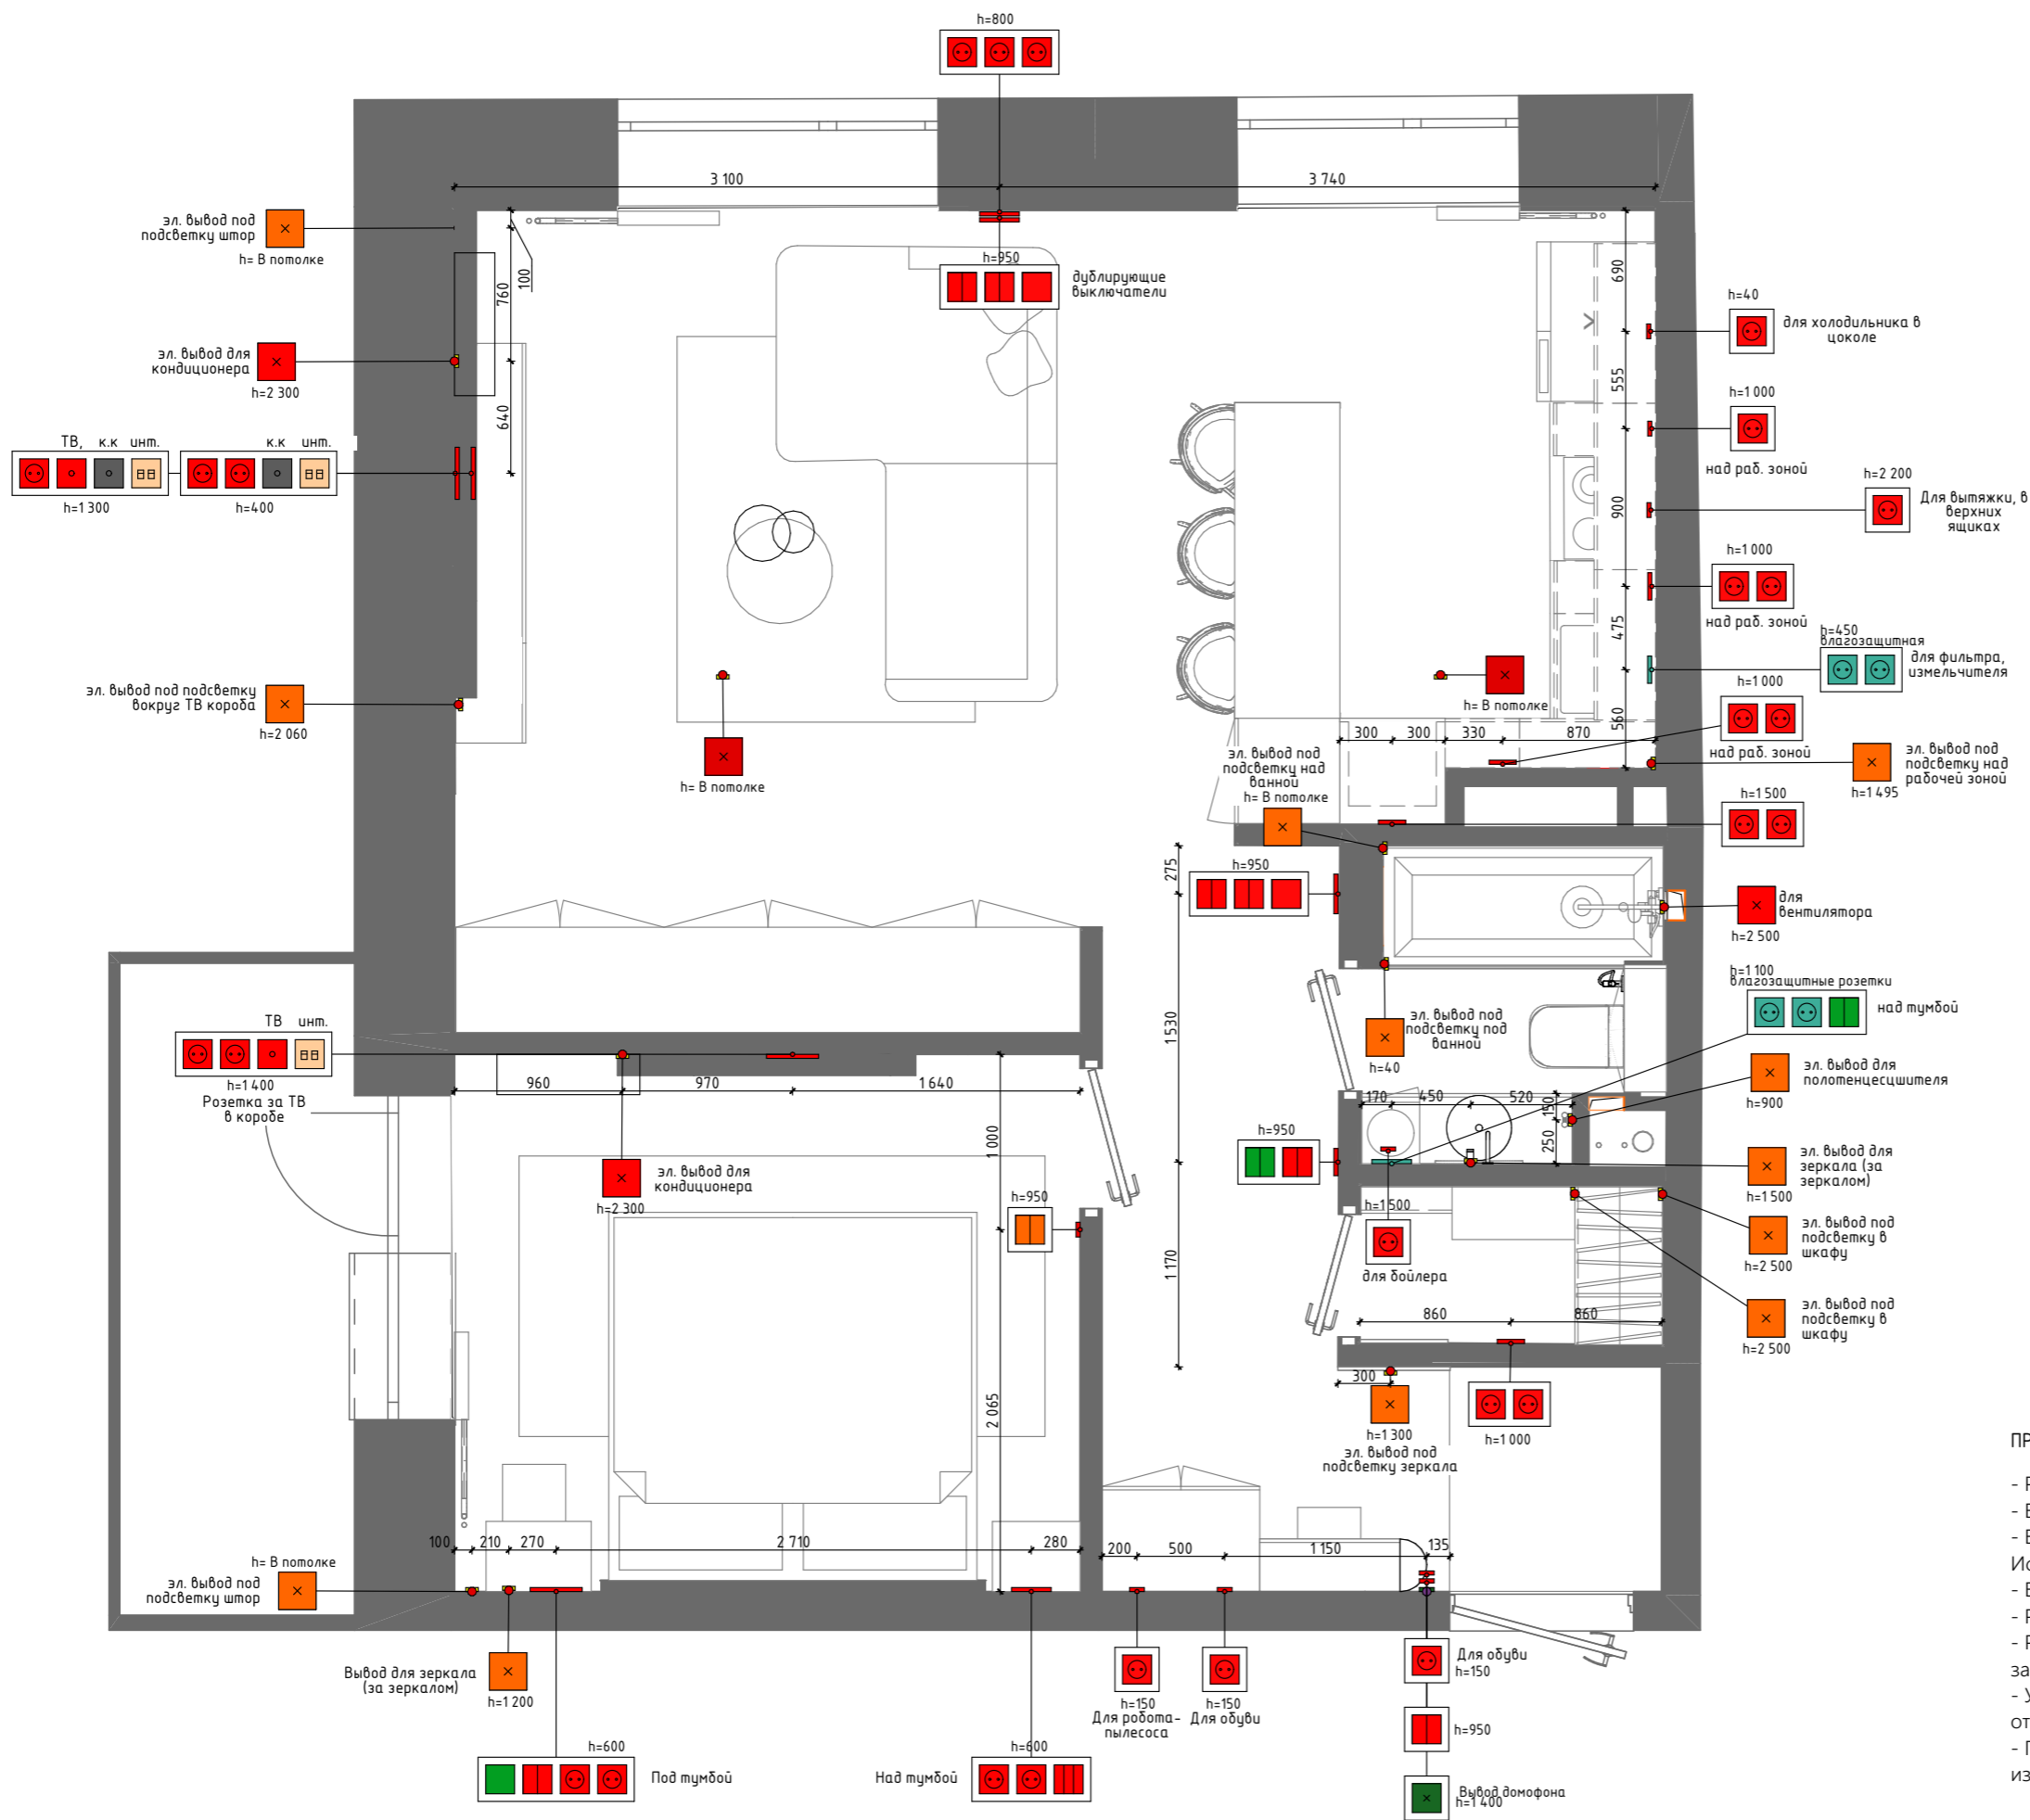 h=800
3 100
3 740
эл. вывод под
подсветку штор
h= В потолке
760
100
h=950
дублирующие
выключатели
690
h=40
для холодильника в
цоколе
эл. вывод для
кондиционера
h=2 300
640
555
h=1 000
над раб. зоной
ТВ, к.к инт.
h=1 300
к.к инт.
h=400
900
h=2 200
Для вытяжки, в
верхних
ящиках
h=1 000
над раб. зоной
475
h=450
влагозащитная
для фильтра,
измельчителя
эл. вывод под подсветку
вокруг ТВ короба
h=2 060
h= В потолке
h= В потолке
560
h=1 000
над раб. зоной
300
300
330
870
эл. вывод под
подсветку над
рабочей зоной
h=1 495
эл. вывод под
подсветку над
ванной
h= В потолке
h=1 500
275
h=950
для
вентилятора
h=2 500
h=1 100
влагозащитные розетки
над тумбой
1 530
эл. вывод под
подсветку под
ванной
h=40
ТВ инт.
h=1 400
Розетка за ТВ
в коробе
960
970
1 640
эл. вывод для
полотенцесшителя
h=900
170
450
520
150
250
1 000
h=950
эл. вывод для
зеркала (за
зеркалом)
h=1 500
эл. вывод для
кондиционера
h=2 300
h=950
h=1 500
для бойлера
эл. вывод под
подсветку в
шкафу
h=2 500
1 170
860
860
эл. вывод под
подсветку в
шкафу
h=2 500
300
h=1 300
эл. вывод под
подсветку зеркала
h=1 000
2 065
ПР
- Р
- В
- В
Ис
- В
- Р
- Р
за
- У
от
- П
из
100
210
270
2 710
280
200
500
1 150
135
h= В потолке
эл. вывод под
подсветку штор
Вывод для зеркала
(за зеркалом)
h=1 200
h=600
Под тумбой
h=600
Над тумбой
h=150
Для робота-
пылесоса
h=150
Для обуви
Для обуви
h=150
h=950
Вывод домофона
h=1 400